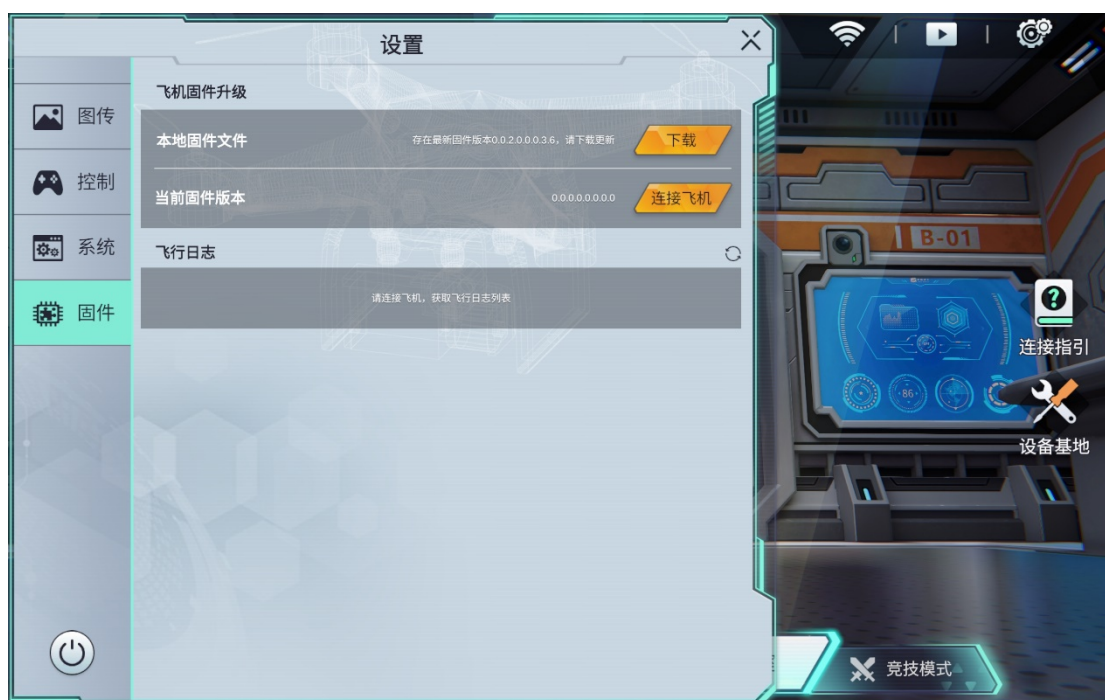 设置
飞机固件升级
图传
本地固件文件
存在最新固件版本0.0.2.0.0.0.3.6，请下载更新
下载
控制
当前固件版本
0.0.0.0.0.0.0.0
连接飞机
系统
飞行日志
固件
请连接飞机，获取飞行日志列表
B-01
86
连接指引
设备基地
竞技模式